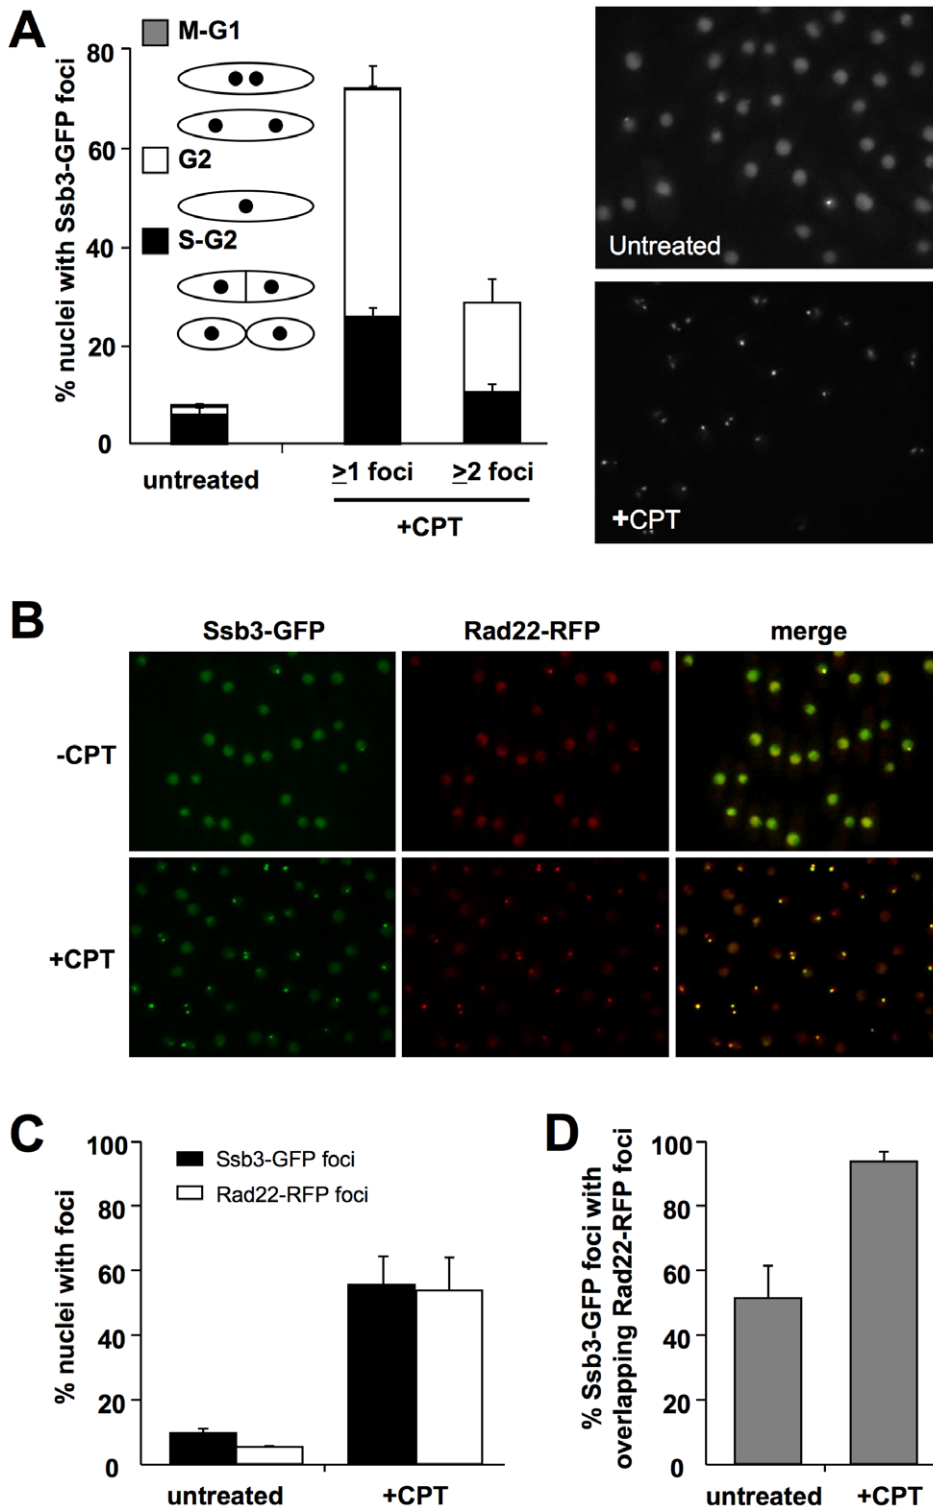 A
M-G1
G2
S-G2
% nuclei with Ssb3-GFP foci
80
60
40
20
0
untreated
≥1 foci
≥2 foci
+CPT
Untreated
+CPT
B
Ssb3-GFP
Rad22-RFP
merge
-CPT
+CPT
C
% nuclei with foci
100
80
60
40
20
0
Ssb3-GFP foci
Rad22-RFP foci
untreated
+CPT
D
% Ssb3-GFP foci with
overlapping Rad22-RFP foci
100
80
60
40
20
0
untreated
+CPT